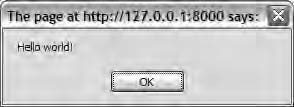 The page at http://127.0.0.1:8000 says:
Hello world!
OK